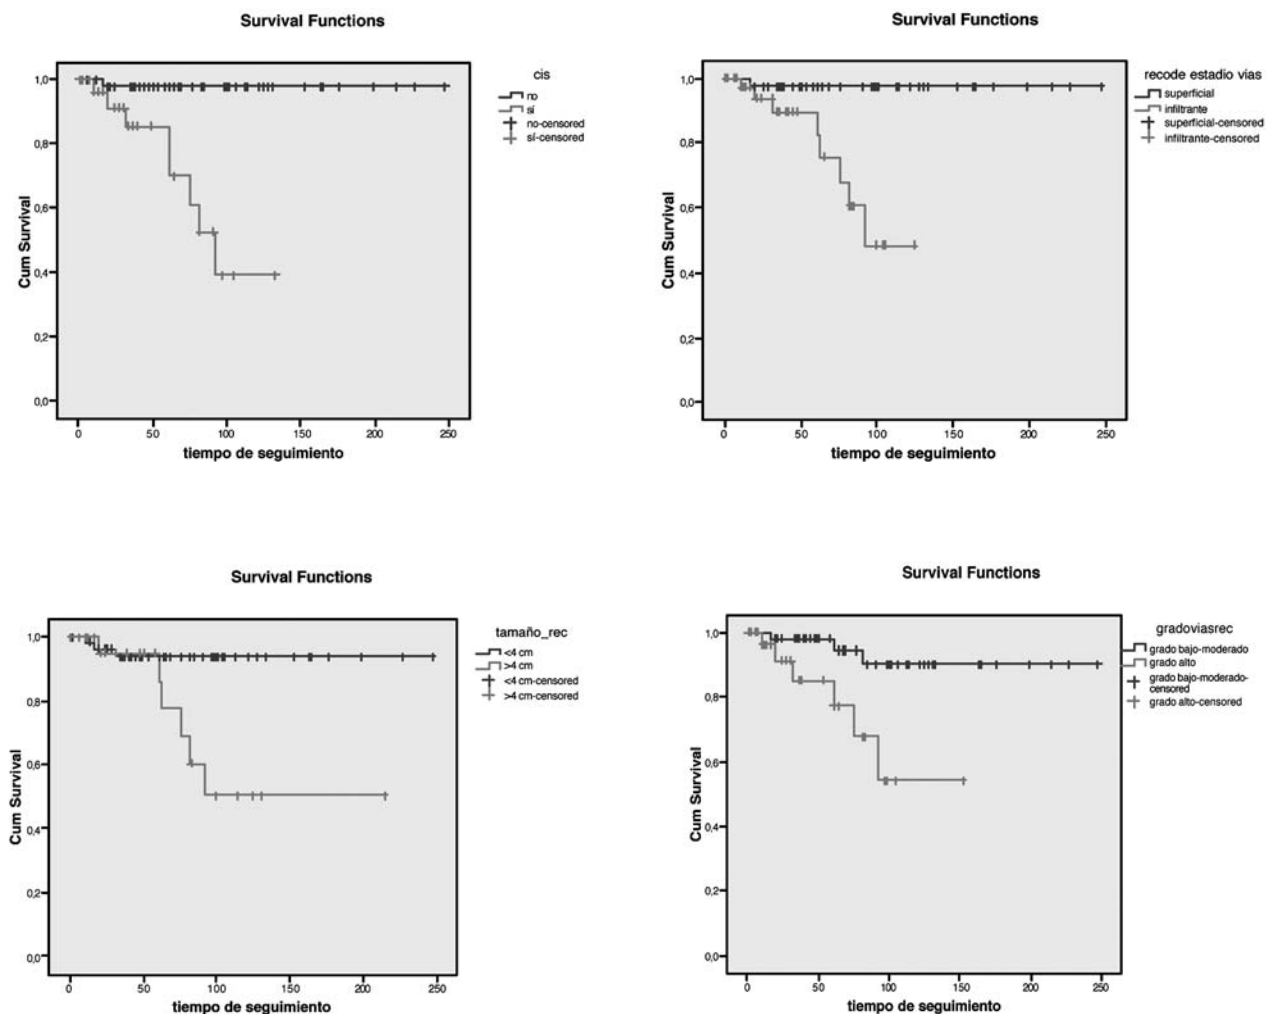 Survival Functions
Cum Survival
1,0
0,8
0,6
0,4
0,2
0,0
0
50
100
150
200
250
tiempo de seguimiento
cis
no
sí
no-censored
sí-censored
Survival Functions
Cum Survival
1,0
0,8
0,6
0,4
0,2
0,0
0
50
100
150
200
250
tiempo de seguimiento
recode estadio vias
superficial
infiltrante
superficial-censored
infiltrante-censored
Survival Functions
Cum Survival
1,0
0,8
0,6
0,4
0,2
0,0
0
50
100
150
200
250
tiempo de seguimiento
tamaño_rec
<4 cm
>4 cm
<4 cm-censored
>4 cm-censored
Survival Functions
Cum Survival
1,0
0,8
0,6
0,4
0,2
0,0
0
50
100
150
200
250
tiempo de seguimiento
gradoviasrec
grado bajo-moderado
grado alto
grado bajo-moderado-
censored
grado alto-censored